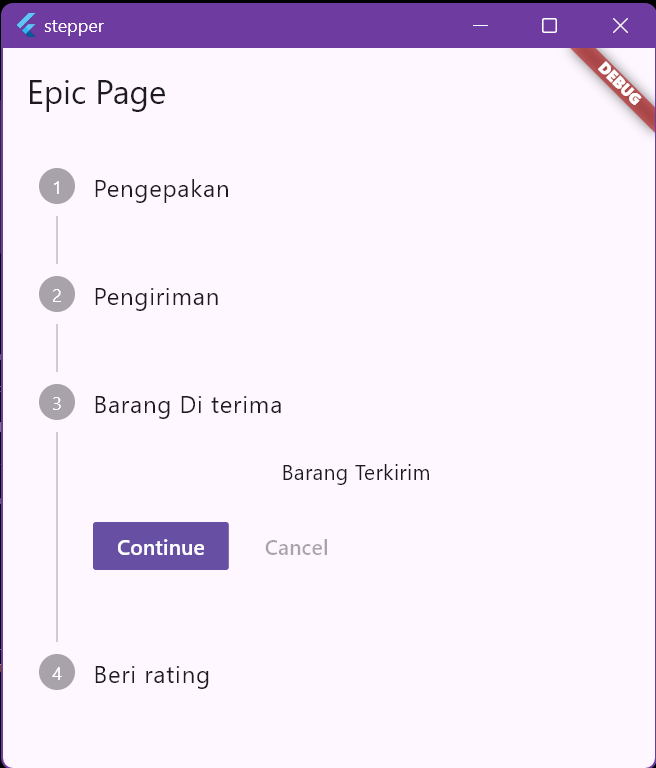 stepper
DEBUG
Epic Page
1 Pengepakan
2 Pengiriman
3 Barang Di terima
Barang Terkirim
Continue Cancel
4 Beri rating